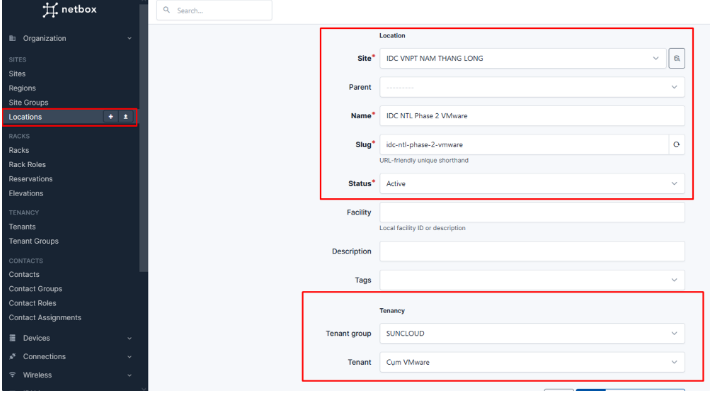 netbox
Search...
Organization
SITES
Sites
Regions
Site Groups
Locations
RACKS
Racks
Rack Roles
Reservations
Elevations
TENANCY
Tenants
Tenant Groups
CONTACTS
Contacts
Contact Groups
Contact Roles
Contact Assignments
Devices
Connections
Wireless
Location
Site* IDC VNPT NAM THANG LONG
Parent ---------
Name* IDC NTL Phase 2 VMware
Slug* idc-ntl-phase-2-vmware
URL-friendly unique shorthand
Status* Active
Facility
Local facility ID or description
Description
Tags
Tenancy
Tenant group SUNCLOUD
Tenant Cum VMware